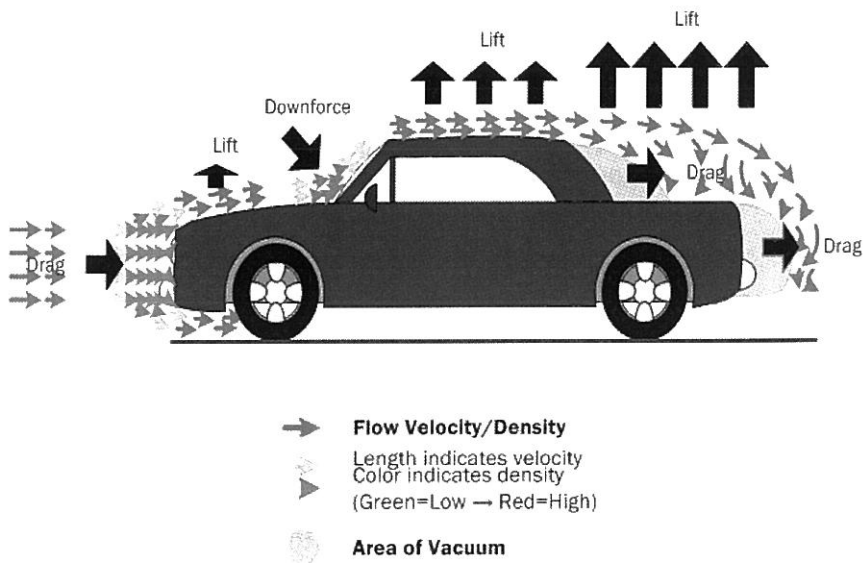 Lift
Lift
Downforce
Lift
Drag
Drag
Drag
Flow Velocity/Density
Length indicates velocity
Color indicates density
(Green=Low → Red=High)
Area of Vacuum